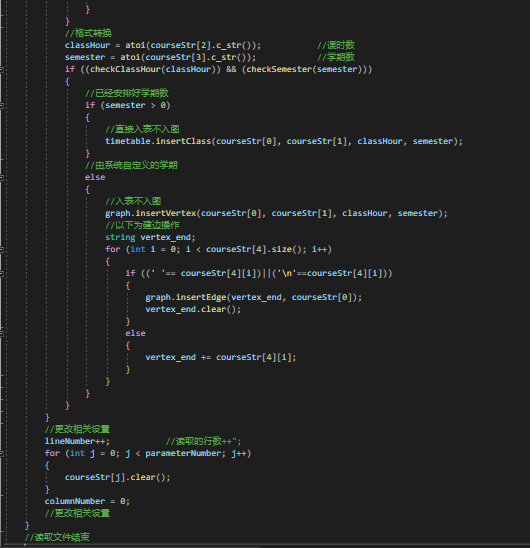 }
}
//格式转换
classHour = atoi(courseStr[2].c_str()); //课时数
semester = atoi(courseStr[3].c_str()); //学期数
if ((checkClassHour(classHour)) && (checkSemester(semester)))
{
//已经安排好学期数
if (semester > 0)
{
//直接入表不入图
timetable.insertClass(courseStr[0], courseStr[1], classHour, semester);
}
//由系统自定义的学期
else
{
//入表不入图
graph.insertVertex(courseStr[0], courseStr[1], classHour, semester);
//以下为建边操作
string vertex_end;
for (int i = 0; i < courseStr[4].size(); i++)
{
if ((' '== courseStr[4][i])||('\n'==courseStr[4][i]))
{
graph.insertEdge(vertex_end, courseStr[0]);
vertex_end.clear();
}
else
{
vertex_end += courseStr[4][i];
}
}
}
}
}
//更改相关设置
lineNumber++; //读取的行数++";
for (int j = 0; j < parameterNumber; j++)
{
courseStr[j].clear();
}
columnNumber = 0;
//更改相关设置
}
//读取文件结束